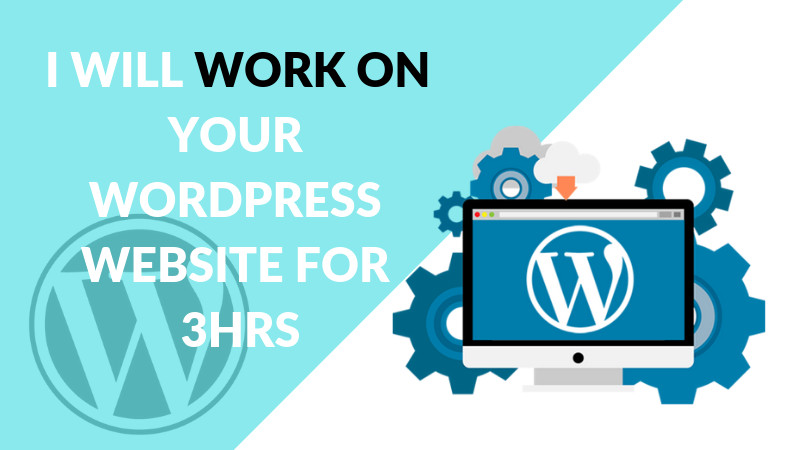 I WILL WORK ON
YOUR
WORDPRESS
WEBSITE FOR
3HRS